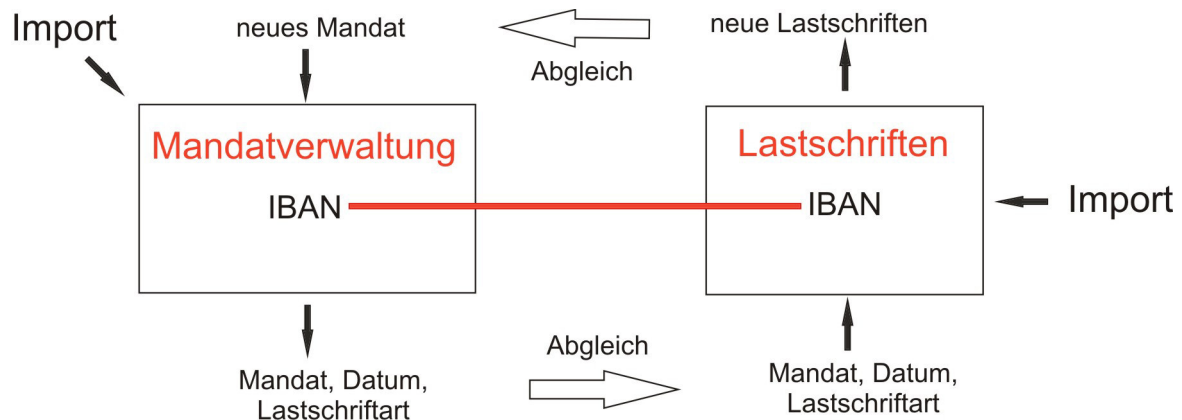 Import
neues Mandat
neue Lastschriften
Abgleich
Mandatverwaltung
Lastschriften
IBAN
IBAN
Import
Abgleich
Mandat, Datum,
Lastschriftart
Mandat, Datum,
Lastschriftart